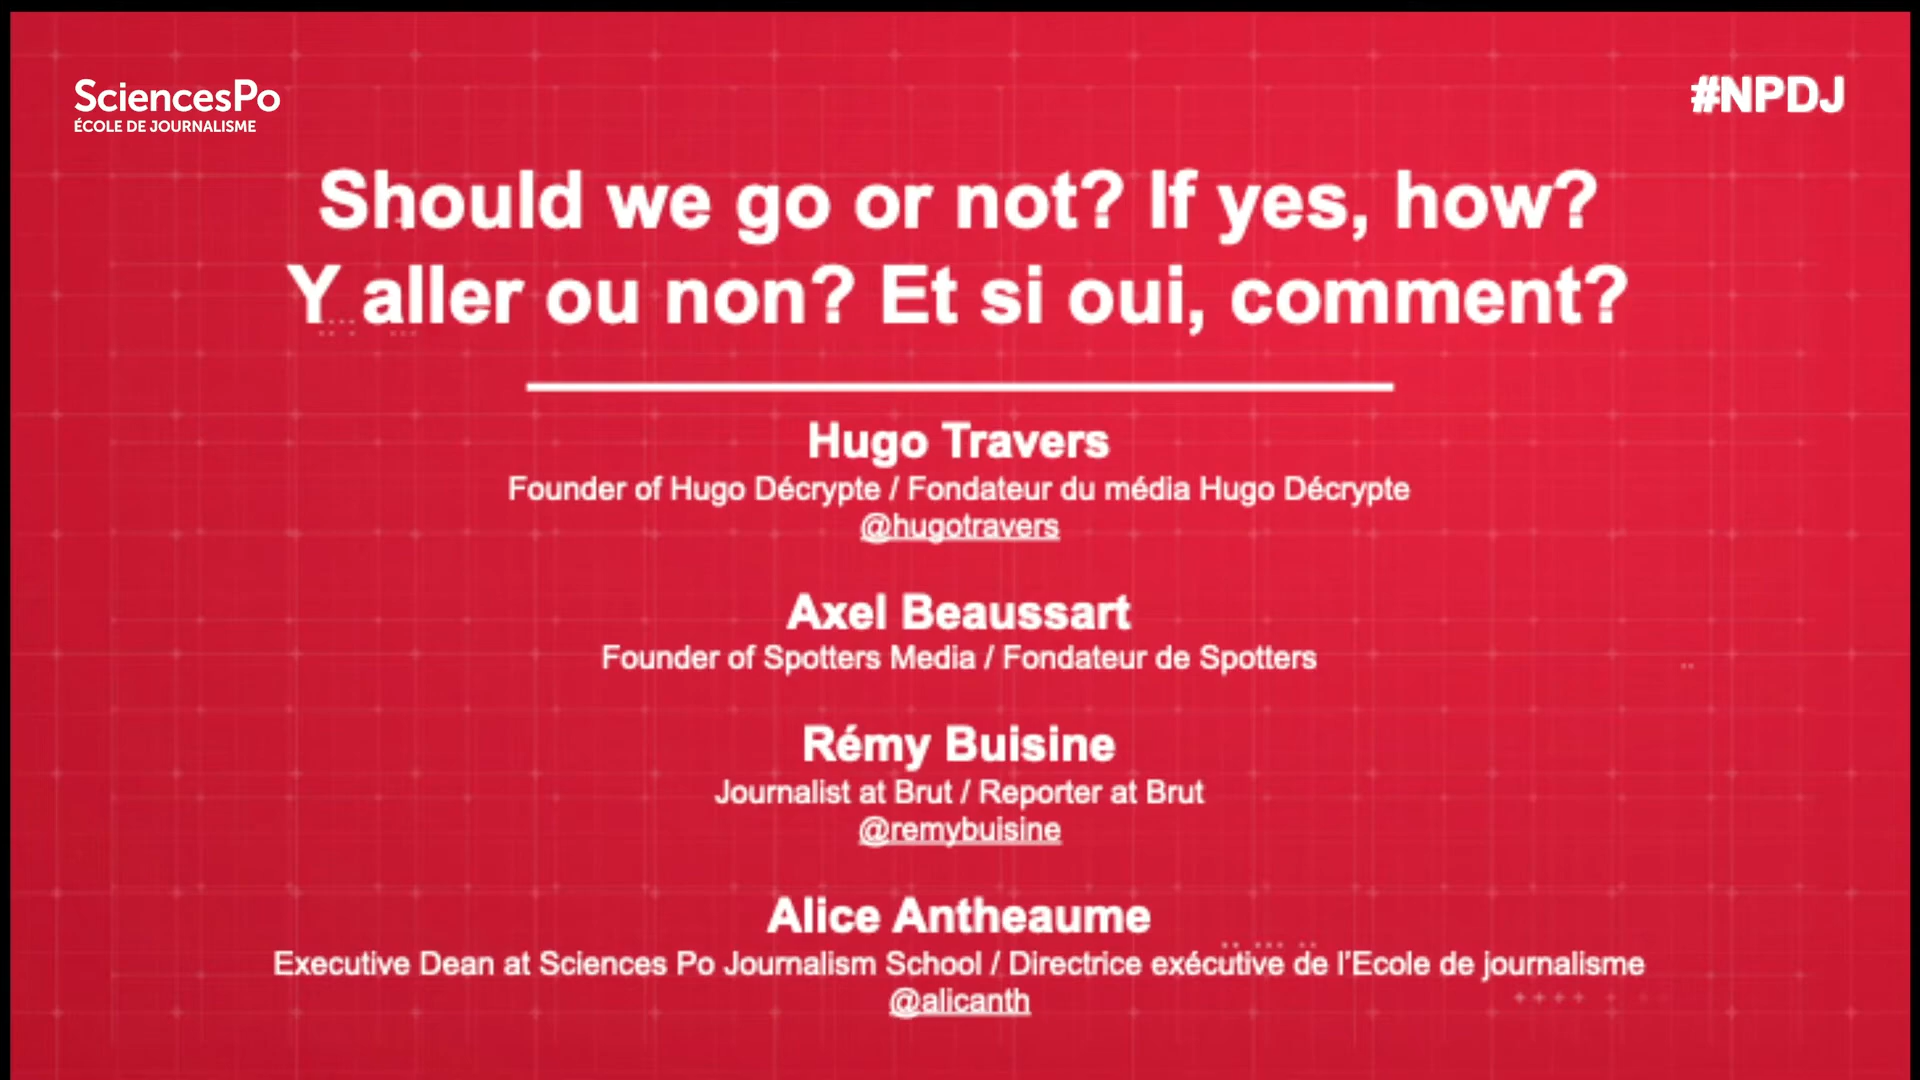 SciencesPo
ÉCOLE DE JOURNALISME
#NPDJ
Should we go or not? If yes, how?
Y aller ou non? Et si oui, comment?
Hugo Travers
Founder of Hugo Décrypte / Fondateur du média Hugo Décrypte
@hugotravers
Axel Beaussart
Founder of Spotters Media / Fondateur de Spotters
Rémy Buisine
Journalist at Brut / Reporter at Brut
@remybuisine
Alice Antheaume
Executive Dean at Sciences Po Journalism School / Directrice exécutive de l'Ecole de journalisme
@alicanth